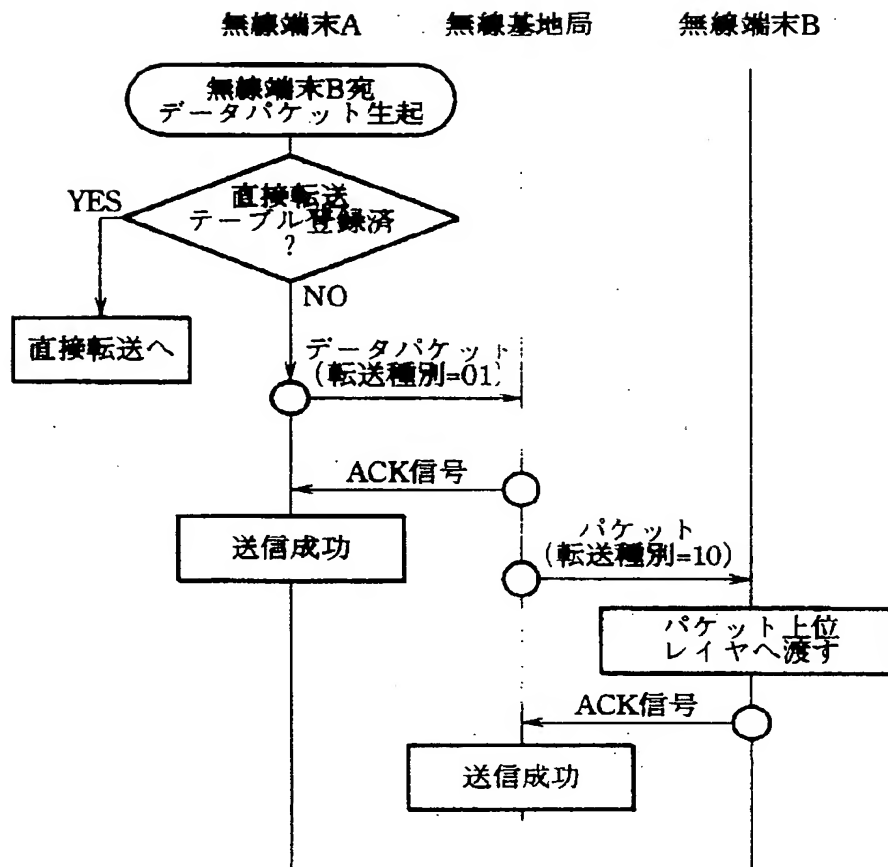 無線端末A 無線基地局 無線端末B
無線端末B宛
データパケット生起
YES
直接転送
テーブル登録済
?
NO
直接転送へ
データパケット
(転送種別=01)
ACK信号
送信成功
パケット
(転送種別=10)
パケット上位
レイヤへ渡す
ACK信号
送信成功